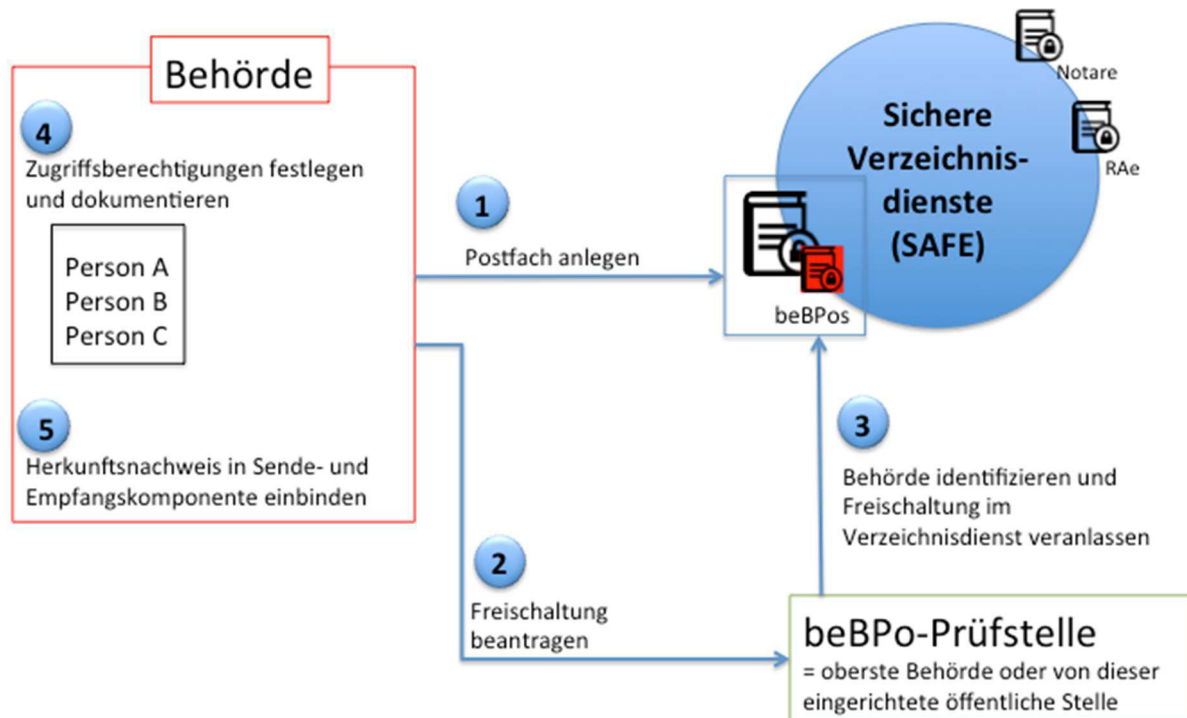 Behörde
4
Zugriffsberechtigungen festlegen
und dokumentieren
Person A
Person B
Person C
5
Herkunftsnachweis in Sende- und
Empfangskomponente einbinden
1
Postfach anlegen
Sichere
Verzeichnis-
dienste
(SAFE)
Notare
RAe
beBPos
3
Behörde identifizieren und
Freischaltung im
Verzeichnisdienst veranlassen
2
Freischaltung
beantragen
beBPo-Prüfstelle
= oberste Behörde oder von dieser
eingerichtete öffentliche Stelle